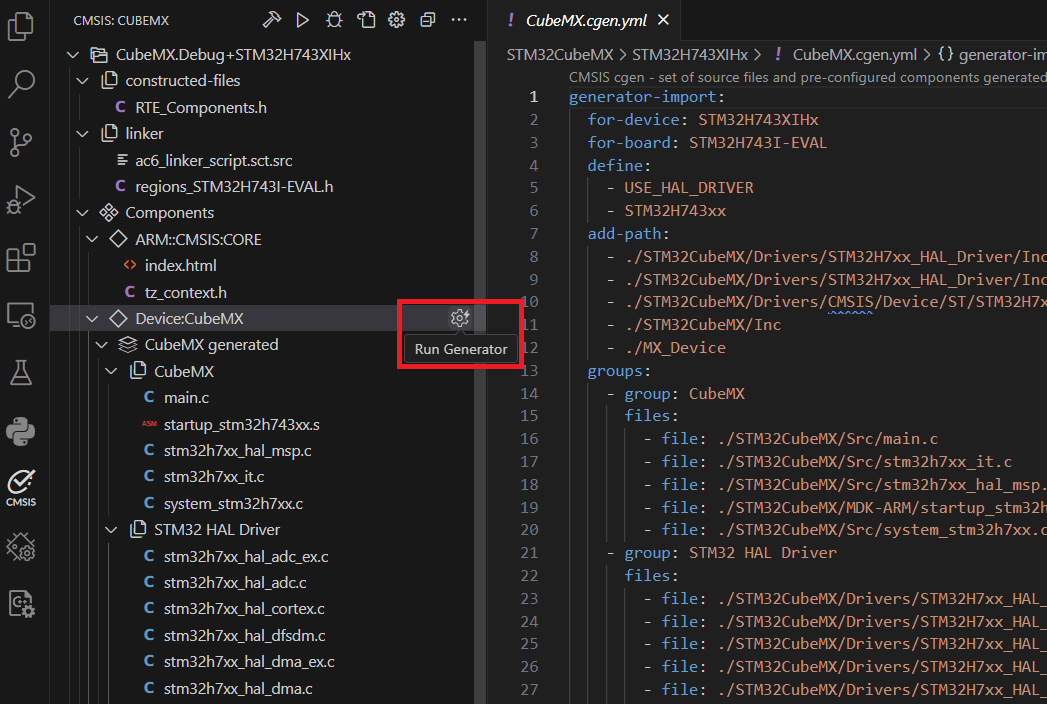 CMSIS: CUBEMX
CubeMX.Debug+STM32H743XIHx
constructed-files
C RTE_Components.h
linker
ac6_linker_script.sct.src
C regions_STM32H743I-EVAL.h
Components
ARM::CMSIS:CORE
<> index.html
C tz_context.h
Device:CubeMX
Run Generator
CubeMX generated
CubeMX
C main.c
ASM startup_stm32h743xx.s
C stm32h7xx_hal_msp.c
C stm32h7xx_it.c
C system_stm32h7xx.c
STM32 HAL Driver
C stm32h7xx_hal_adc_ex.c
C stm32h7xx_hal_adc.c
C stm32h7xx_hal_cortex.c
C stm32h7xx_hal_dfsdm.c
C stm32h7xx_hal_dma_ex.c
C stm32h7xx_hal_dma.c
CMSIS
! CubeMX.cgen.yml
STM32CubeMX > STM32H743XIHx > ! CubeMX.cgen.yml > {} generator-im
CMSIS cgen - set of source files and pre-configured components generated
1 generator-import:
2 for-device: STM32H743XIHx
3 for-board: STM32H743I-EVAL
4 define:
5 - USE_HAL_DRIVER
6 - STM32H743xx
7 add-path:
8 - ./STM32CubeMX/Drivers/STM32H7xx_HAL_Driver/Inc
9 - ./STM32CubeMX/Drivers/STM32H7xx_HAL_Driver/Inc
10 - ./STM32CubeMX/Drivers/CMSIS/Device/ST/STM32H7x
11 - ./STM32CubeMX/Inc
12 - ./MX_Device
13 groups:
14 - group: CubeMX
15 files:
16 - file: ./STM32CubeMX/Src/main.c
17 - file: ./STM32CubeMX/Src/stm32h7xx_it.c
18 - file: ./STM32CubeMX/Src/stm32h7xx_hal_msp.
19 - file: ./STM32CubeMX/MDK-ARM/startup_stm32h
20 - file: ./STM32CubeMX/Src/system_stm32h7xx.c
21 - group: STM32 HAL Driver
22 files:
23 - file: ./STM32CubeMX/Drivers/STM32H7xx_HAL_
24 - file: ./STM32CubeMX/Drivers/STM32H7xx_HAL_
25 - file: ./STM32CubeMX/Drivers/STM32H7xx_HAL_
26 - file: ./STM32CubeMX/Drivers/STM32H7xx_HAL_
27 - file: ./STM32CubeMX/Drivers/STM32H7xx_HAL_